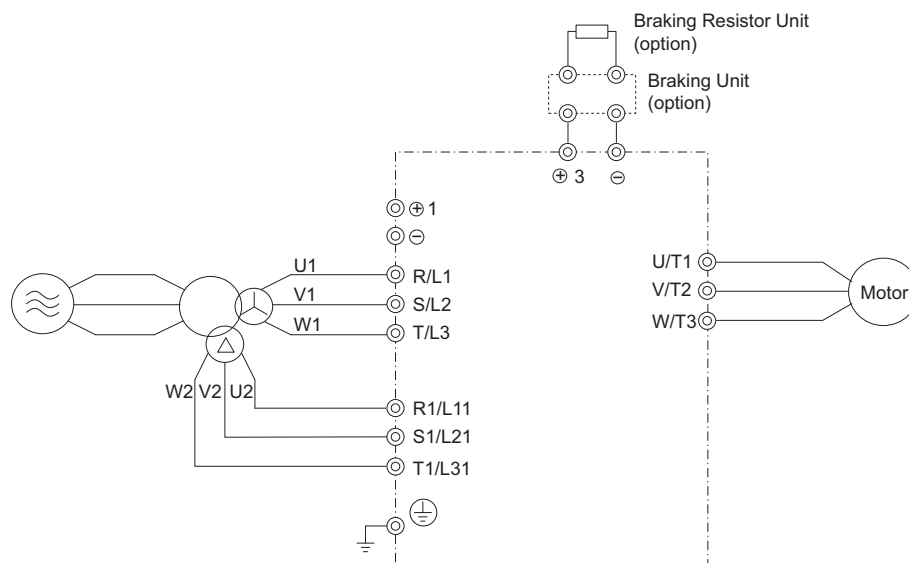 Braking Resistor Unit
(option)
Braking Unit
(option)
⊕ 3 ⊖
⊕ 1
⊖
U1
R/L1
V1
S/L2
W1
T/L3
U/T1
V/T2
W/T3
Motor
W2 V2 U2
R1/L11
S1/L21
T1/L31